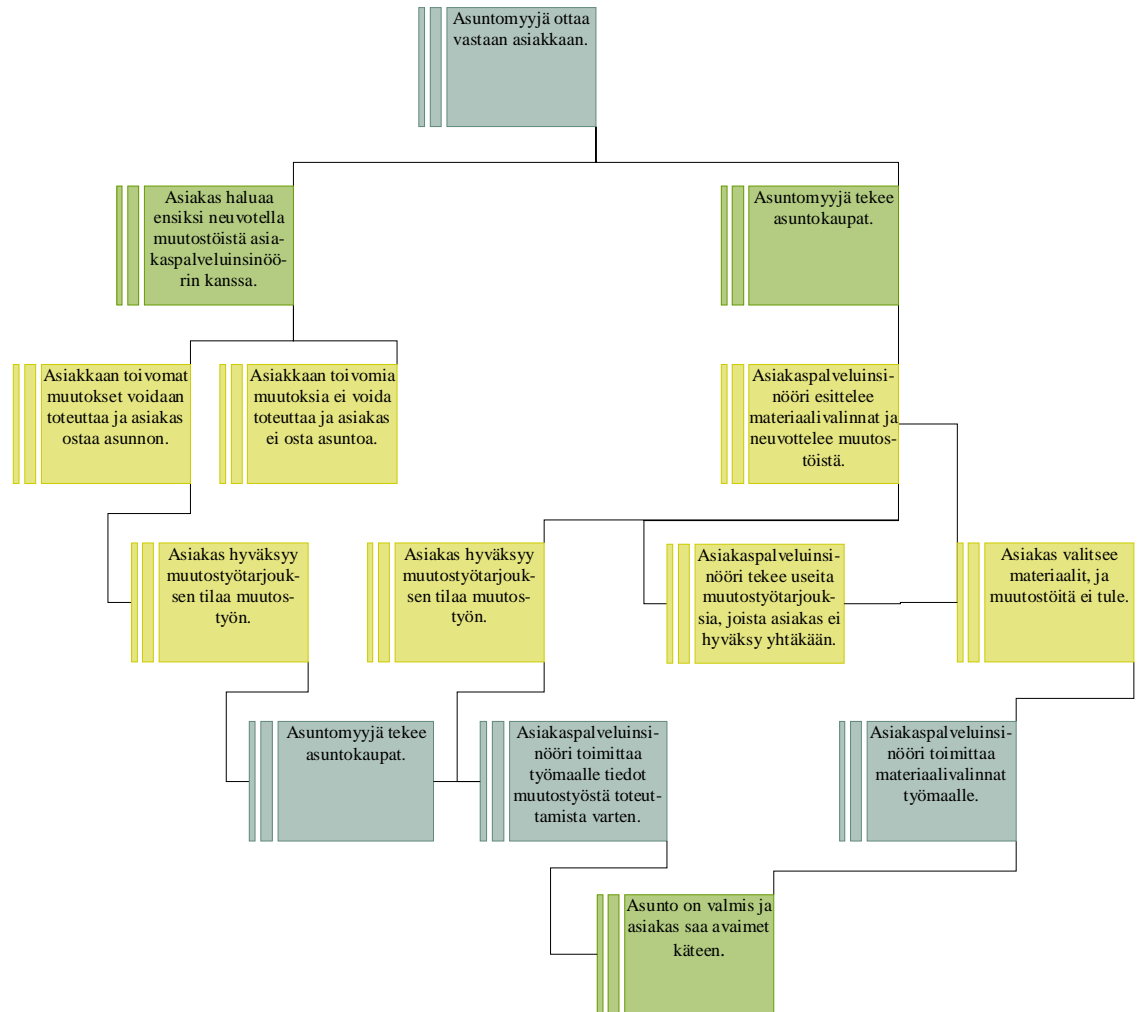 Asuntomyyjä ottaa
vastaan asiakkaan.
Asiakas haluaa
ensiksi neuvotella
muutostöistä asia-
kaspalveluinsinöö-
rin kanssa.
Asuntomyyjä tekee
asuntokaupat.
Asiakkaan toivomat
muutokset voidaan
toteuttaa ja asiakas
ostaa asunnon.
Asiakkaan toivomia
muutoksia ei voida
toteuttaa ja asiakas
ei osta asuntoa.
Asiakaspalveluinsi-
nööri esittelee
materiaalivalinnat ja
neuvottelee muutos-
töistä.
Asiakas hyväksyy
muutostyötarjouk-
sen tilaa muutos-
työn.
Asiakas hyväksyy
muutostyötarjouk-
sen tilaa muutos-
työn.
Asiakaspalveluinsi-
nööri tekee useita
muutostyötarjouk-
sia, joista asiakas ei
hyväksy yhtäkään.
Asiakas valitsee
materiaalit, ja
muutostöitä ei tule.
Asuntomyyjä tekee
asuntokaupat.
Asiakaspalveluinsi-
nööri toimittaa
työmaalle tiedot
muutostyöstä toteut-
tamista varten.
Asiakaspalveluinsi-
nööri toimittaa
materiaalivalinnat
työmaalle.
Asunto on valmis ja
asiakas saa avaimet
käteen.